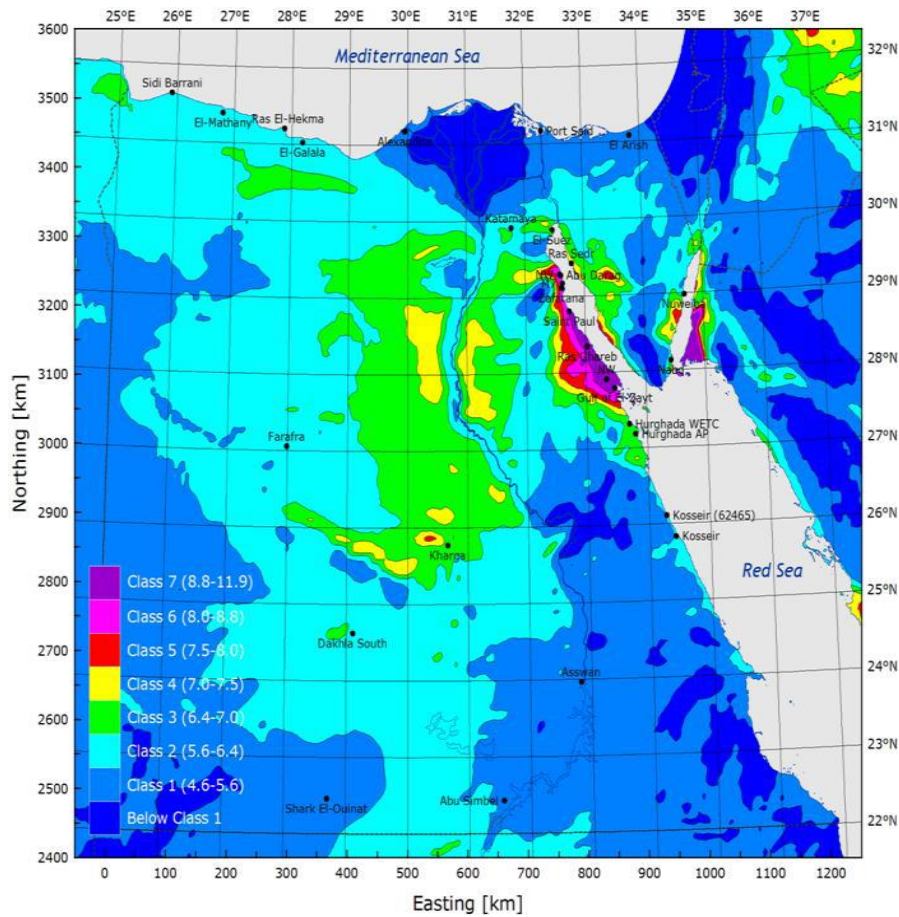 25°E 26°E 27°E 28°E 29°E 30°E 31°E 32°E 33°E 34°E 35°E 37°E
3600
Mediterranean Sea
32°N
3500
Sidi Barrani
El-Mathany
Ras El-Hekma
El-Galala
Alexandria
Port Said
El Arish
31°N
3400
30°N
3300
Katamaya
El-Suez
Ras Sedr
Abu Darag
Zafarana
Nuweiba
29°N
3200
Saint Paul
Ras Ghareb
NW
Nabq
28°N
3100
Gulf of El-Zayt
Hurghada WETC
Hurghada AP
27°N
3000
Farafra
Northing [km]
2900
Kosseir (62465)
Kosseir
26°N
Kharga
Red Sea
2800
25°N
Class 7 (8.8-11.9)
Class 6 (8.0-8.8)
Class 5 (7.5-8.0)
Class 4 (7.0-7.5)
Class 3 (6.4-7.0)
Class 2 (5.6-6.4)
Class 1 (4.6-5.6)
Below Class 1
2700
Dakhla South
24°N
Asswan
2600
23°N
2500
Shark El-Ouinat
Abu Simbel
22°N
2400
0 100 200 300 400 500 600 700 800 900 1000 1100 1200
Easting [km]